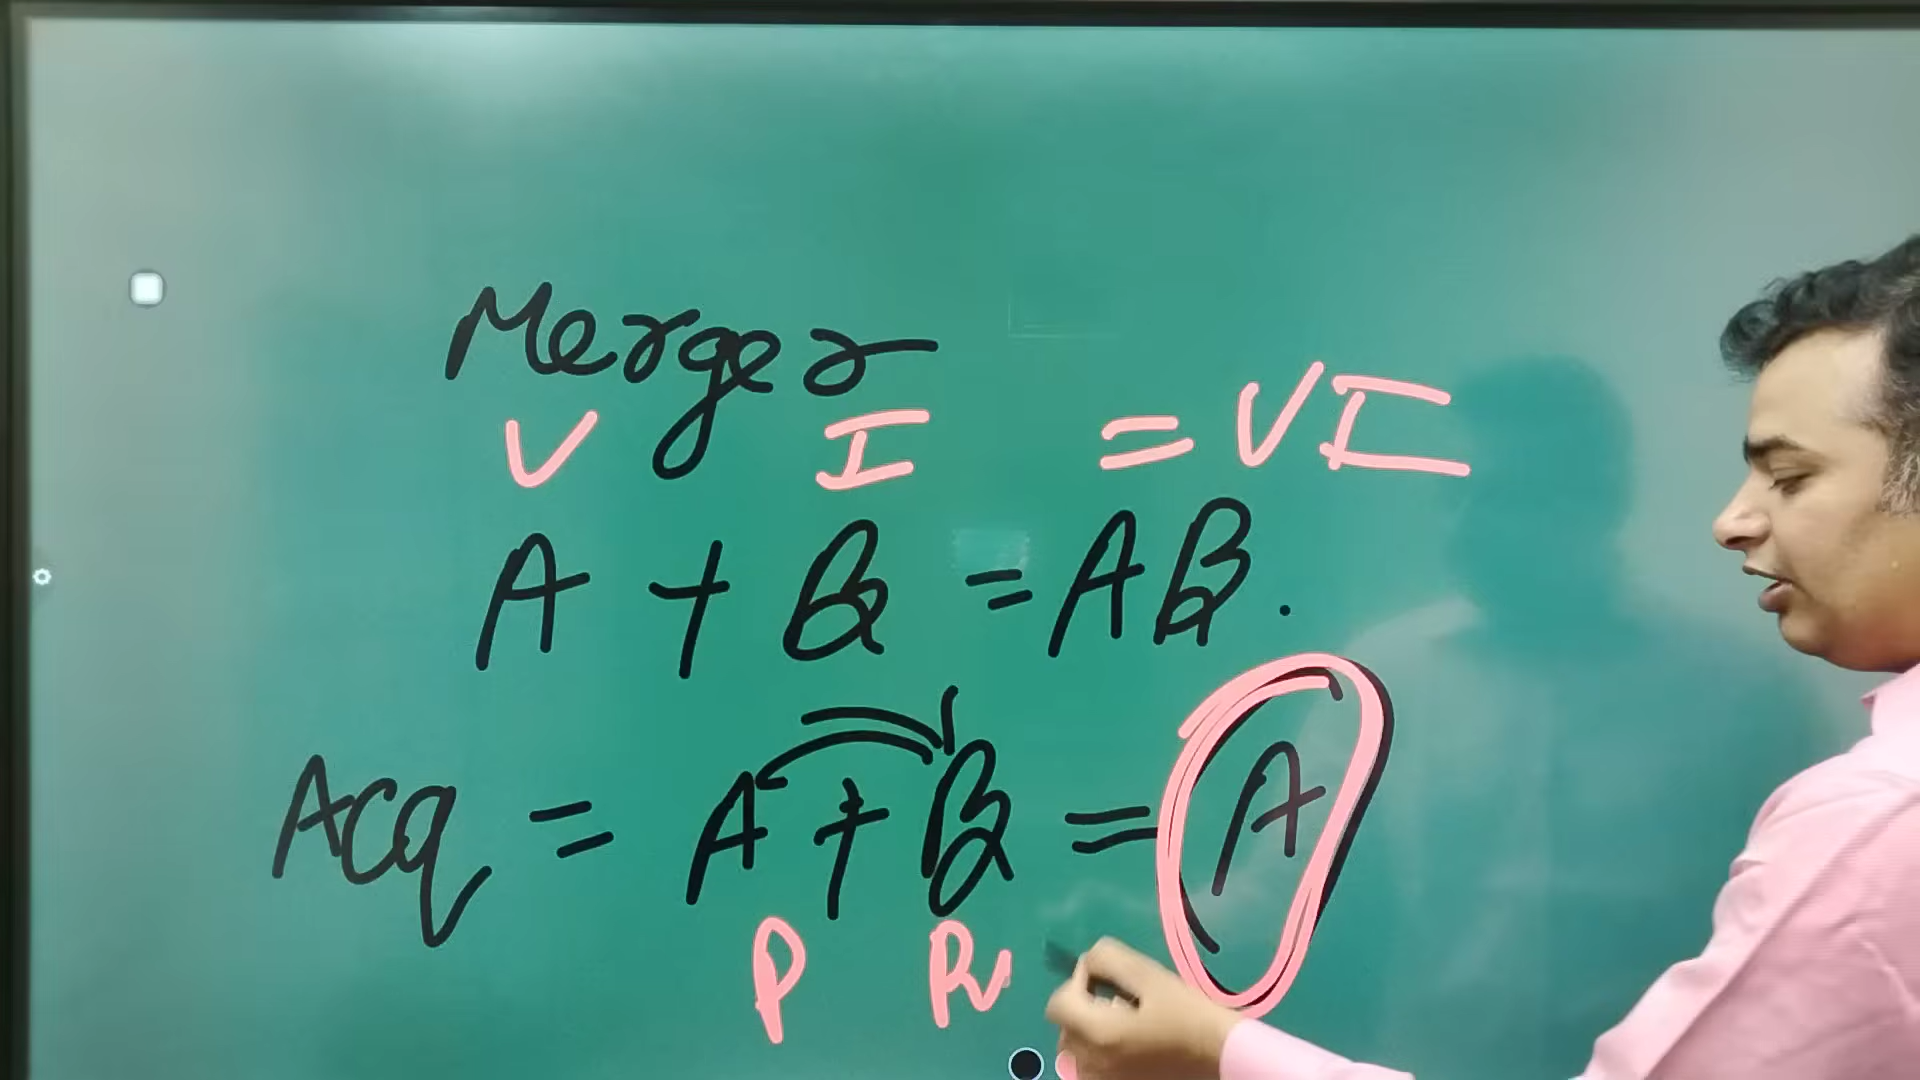 Merger
V I = VI
A + B = AB.
Acq = A + B = A
P